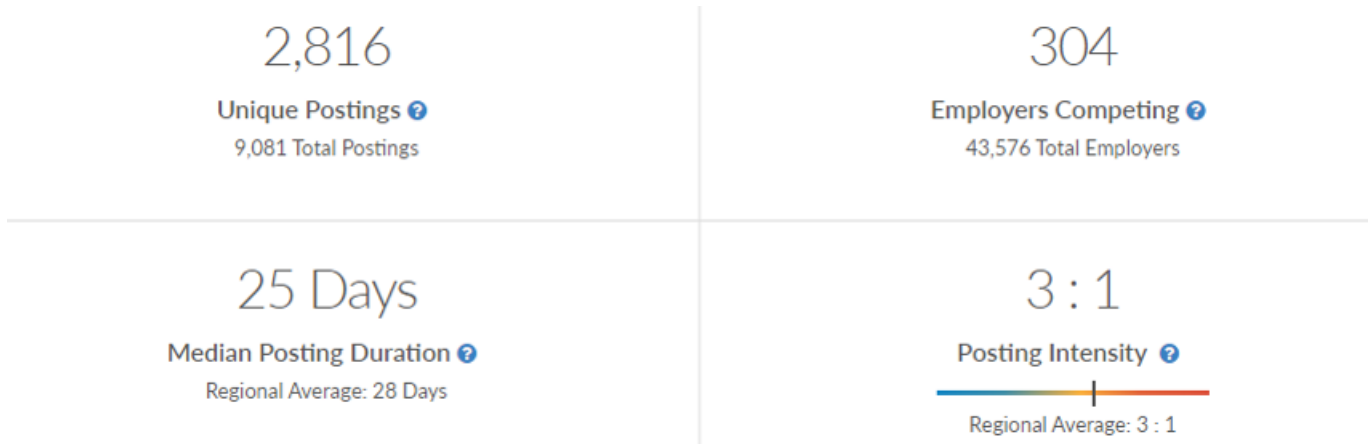 2,816
Unique Postings
9,081 Total Postings
304
Employers Competing
43,576 Total Employers
25 Days
Median Posting Duration
Regional Average: 28 Days
3 : 1
Posting Intensity
Regional Average: 3 : 1